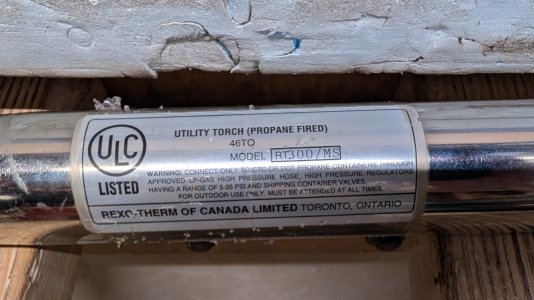 UTILITY TORCH (PROPANE FIRED)
46TQ
ULC
MODEL RT300/MS
LISTED
WARNING: CONNECT ONLY TO CTC OR DOT PROPANE CONTAINERS THROUGH
APPROVED LP-GAS HIGH PRESSURE HOSE, HIGH PRESSURE REGULATORS
HAVING A RANGE OF 5-35 PSI AND SHIPPING CONTAINER VALVES
FOR OUTDOOR USE ONLY. MUST BE ATTENDED AT ALL TIMES.
REXO-THERM OF CANADA LIMITED TORONTO, ONTARIO